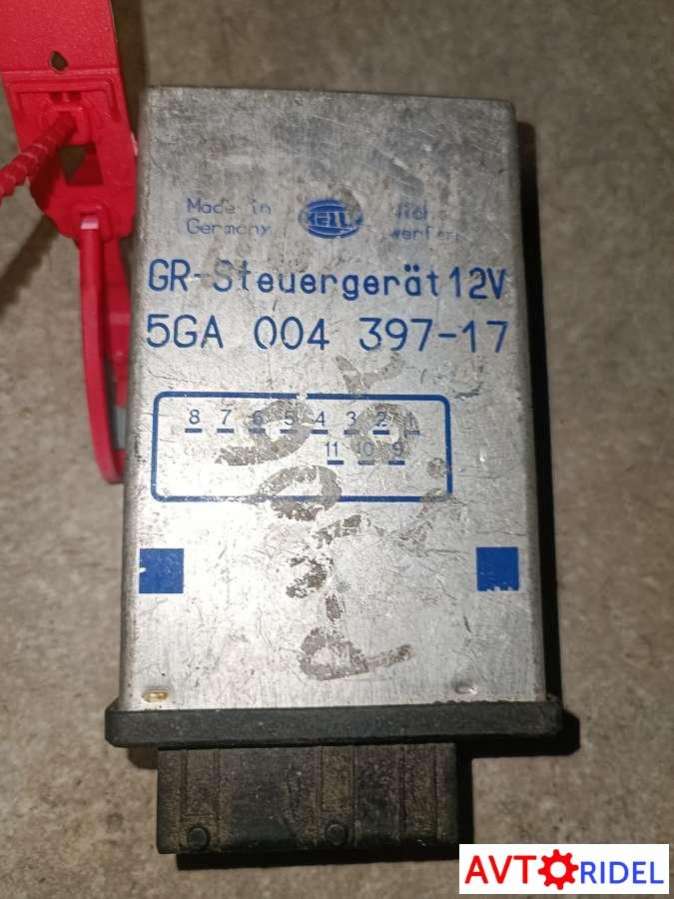 Made in
Germany
HELLA
GR-Steuergerät 12V
5GA 004 397-17
8 7 6 5 4 3 2 1
11 10 9
AVTORIDEL